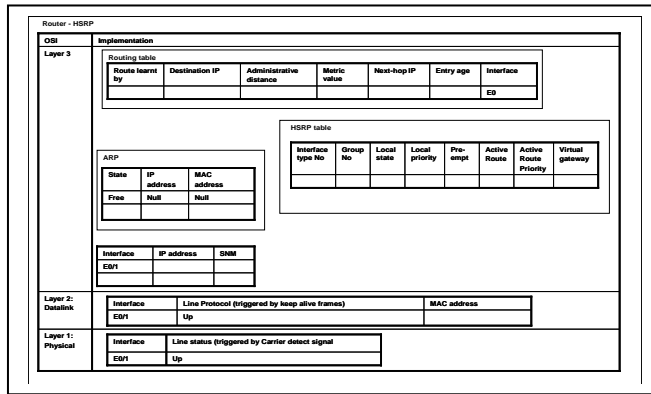 Router - HSRP
OSI Implementation
Layer 3
Routing table
Route learnt by Destination IP Administrative distance Metric value Next-hop IP Entry age Interface
E0
HSRP table
Interface type No Group No Local state Local priority Pre-empt Active Route Active Route Priority Virtual gateway
ARP
State IP address MAC address
Free Null Null
Interface IP address SNM
E0/1
Layer 2: Datalink
Interface Line Protocol (triggered by keep alive frames) MAC address
E0/1 Up
Layer 1: Physical
Interface Line status (triggered by Carrier detect signal
E0/1 Up